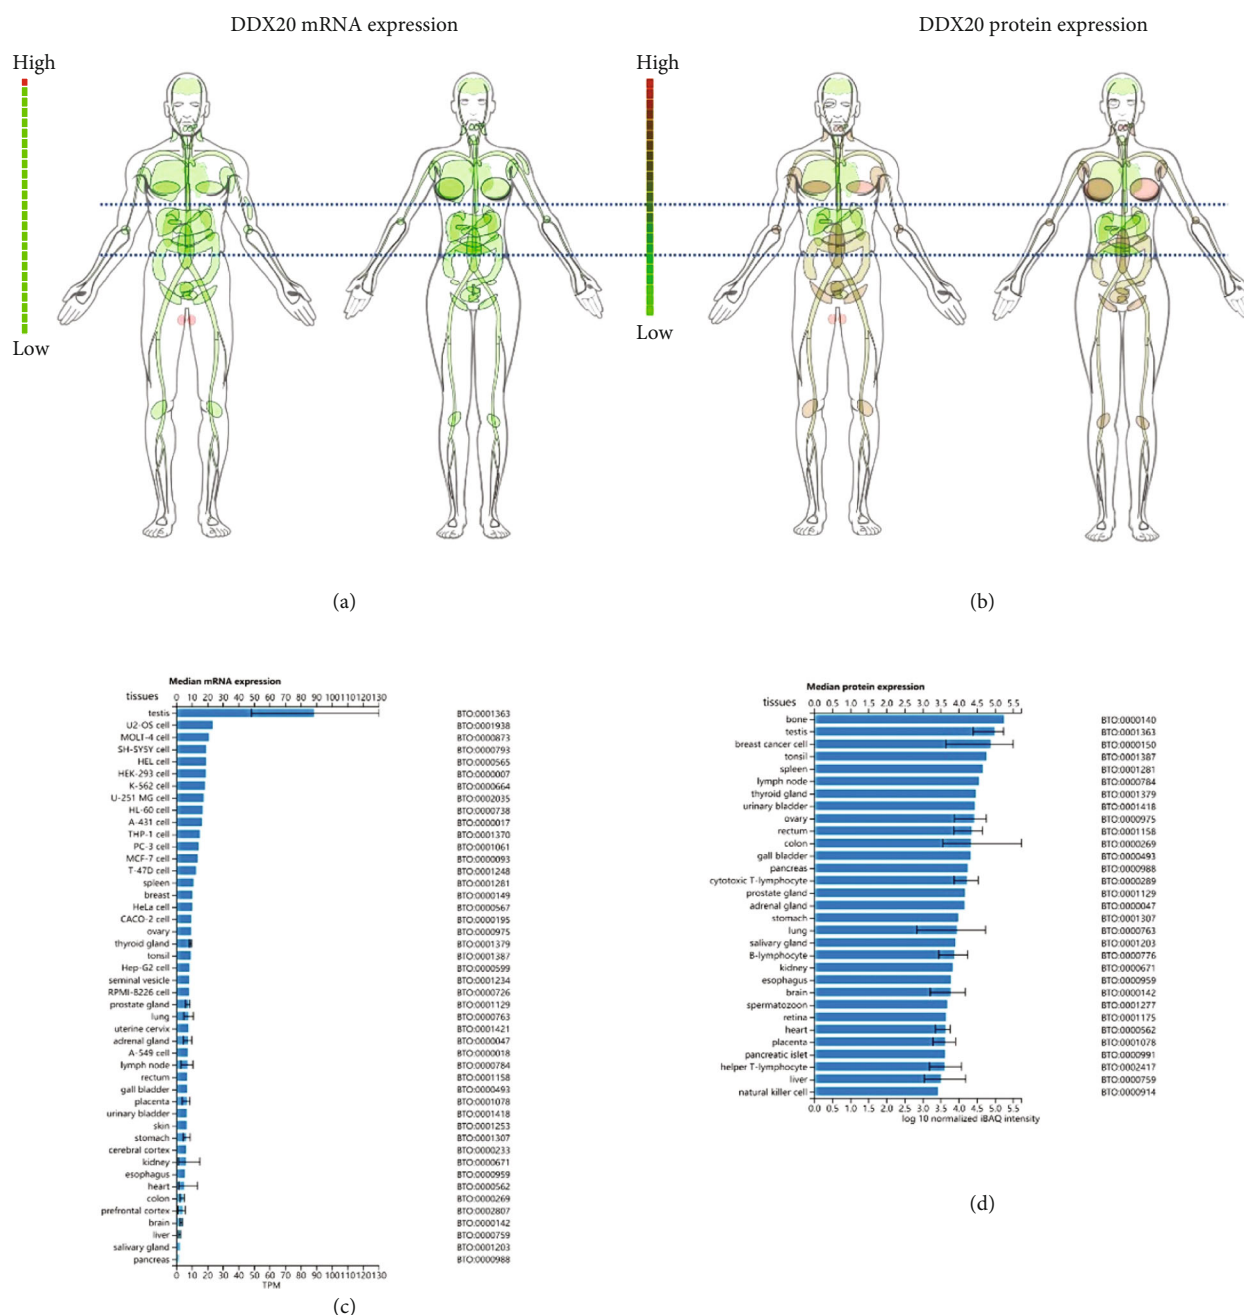 DDX20 mRNA expression
DDX20 protein expression
High
Low
High
Low
(a)
(b)
Median mRNA expression
tissues
0 10 20 30 40 50 60 70 80 90 100110120130
testis BTO:0001363
U2-OS cell BTO:0001938
MOLT-4 cell BTO:0000873
SH-SYSY cell BTO:0000793
HEL cell BTO:0000565
HEK-293 cell BTO:0000007
K-562 cell BTO:0000664
U-251 MG cell BTO:0002035
HL-60 cell BTO:0000738
A-431 cell BTO:0000017
THP-1 cell BTO:0001370
PC-3 cell BTO:0001061
MCF-7 cell BTO:0000093
T-47D cell BTO:0001248
spleen BTO:0001281
breast BTO:0000149
HeLa cell BTO:0000567
CACO-2 cell BTO:0000195
ovary BTO:0000975
thyroid gland BTO:0001379
tonsil BTO:0001387
Hep-G2 cell BTO:0000599
seminal vesicle BTO:0001234
RPMI-8226 cell BTO:0000726
prostate gland BTO:0001129
lung BTO:0000763
uterine cervix BTO:0001421
adrenal gland BTO:0000047
A-549 cell BTO:0000018
lymph node BTO:0000784
rectum BTO:0001158
gall bladder BTO:0000493
placenta BTO:0001078
urinary bladder BTO:0001418
skin BTO:0001253
stomach BTO:0001307
cerebral cortex BTO:0000233
kidney BTO:0000671
esophagus BTO:0000959
heart BTO:0000562
colon BTO:0000269
prefrontal cortex BTO:0002807
brain BTO:0000142
liver BTO:0000759
salivary gland BTO:0001203
pancreas BTO:0000988
0 10 20 30 40 50 60 70 80 90 100110120130
TPM
(c)
Median protein expression
tissues
0.0 0.5 1.0 1.5 2.0 2.5 3.0 3.5 4.0 4.5 5.0 5.5
bone BTO:0000140
testis BTO:0001363
breast cancer cell BTO:0000150
tonsil BTO:0001387
spleen BTO:0001281
lymph node BTO:0000784
thyroid gland BTO:0001379
urinary bladder BTO:0001418
ovary BTO:0000975
rectum BTO:0001158
colon BTO:0000269
gall bladder BTO:0000493
pancreas BTO:0000988
cytotoxic T-lymphocyte BTO:0000289
prostate gland BTO:0001129
adrenal gland BTO:0000047
stomach BTO:0001307
lung BTO:0000763
salivary gland BTO:0001203
B-lymphocyte BTO:0000776
kidney BTO:0000671
esophagus BTO:0000959
brain BTO:0000142
spermatozoon BTO:0001277
retina BTO:0001175
heart BTO:0000562
placenta BTO:0001078
pancreatic islet BTO:0000991
helper T-lymphocyte BTO:0002417
liver BTO:0000759
natural killer cell BTO:0000914
0.0 0.5 1.0 1.5 2.0 2.5 3.0 3.5 4.0 4.5 5.0 5.5
log 10 normalized iBAQ intensity
(d)